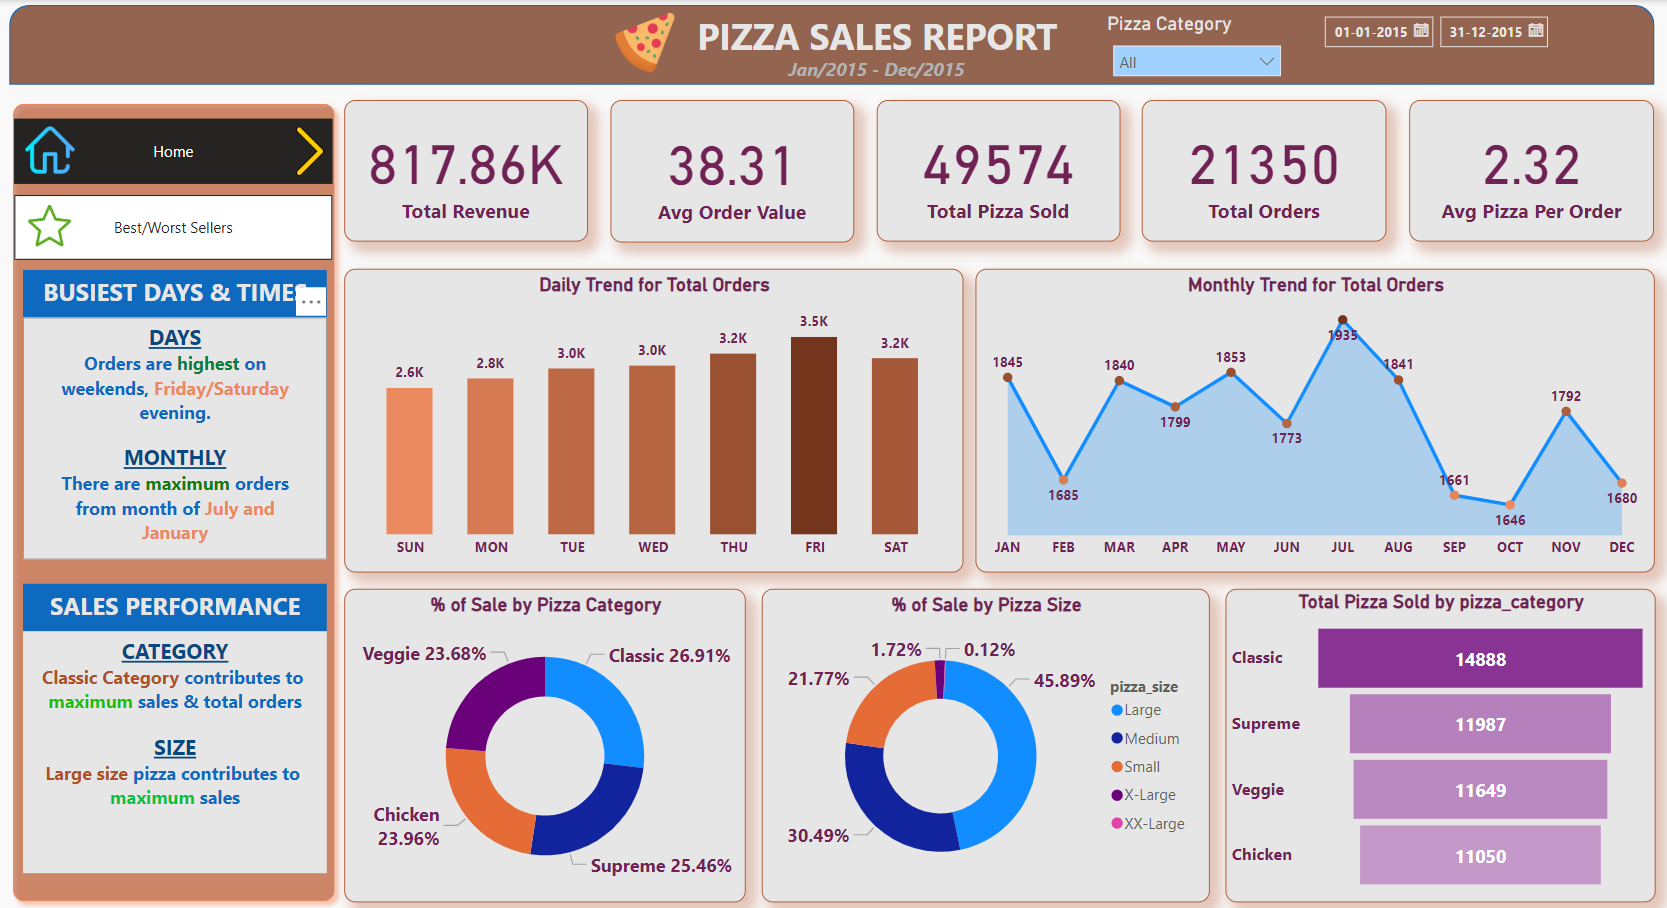 PIZZA SALES REPORT
Jan/2015 - Dec/2015
Pizza Category
All
01-01-2015
31-12-2015
Home
Best/Worst Sellers
BUSIEST DAYS & TIMES
...
DAYS
Orders are highest on
weekends, Friday/Saturday
evening.
MONTHLY
There are maximum orders
from month of July and
January
SALES PERFORMANCE
CATEGORY
Classic Category contributes to
maximum sales & total orders
SIZE
Large size pizza contributes to
maximum sales
817.86K
Total Revenue
38.31
Avg Order Value
49574
Total Pizza Sold
21350
Total Orders
2.32
Avg Pizza Per Order
Daily Trend for Total Orders
2.6K
2.8K
3.0K
3.0K
3.2K
3.5K
3.2K
SUN
MON
TUE
WED
THU
FRI
SAT
Monthly Trend for Total Orders
1845
1685
1840
1799
1853
1773
1935
1841
1661
1646
1792
1680
JAN
FEB
MAR
APR
MAY
JUN
JUL
AUG
SEP
OCT
NOV
DEC
% of Sale by Pizza Category
Veggie 23.68%
Classic 26.91%
Chicken
23.96%
Supreme 25.46%
% of Sale by Pizza Size
1.72%
0.12%
21.77%
45.89%
30.49%
pizza_size
Large
Medium
Small
X-Large
XX-Large
Total Pizza Sold by pizza_category
Classic
14888
Supreme
11987
Veggie
11649
Chicken
11050